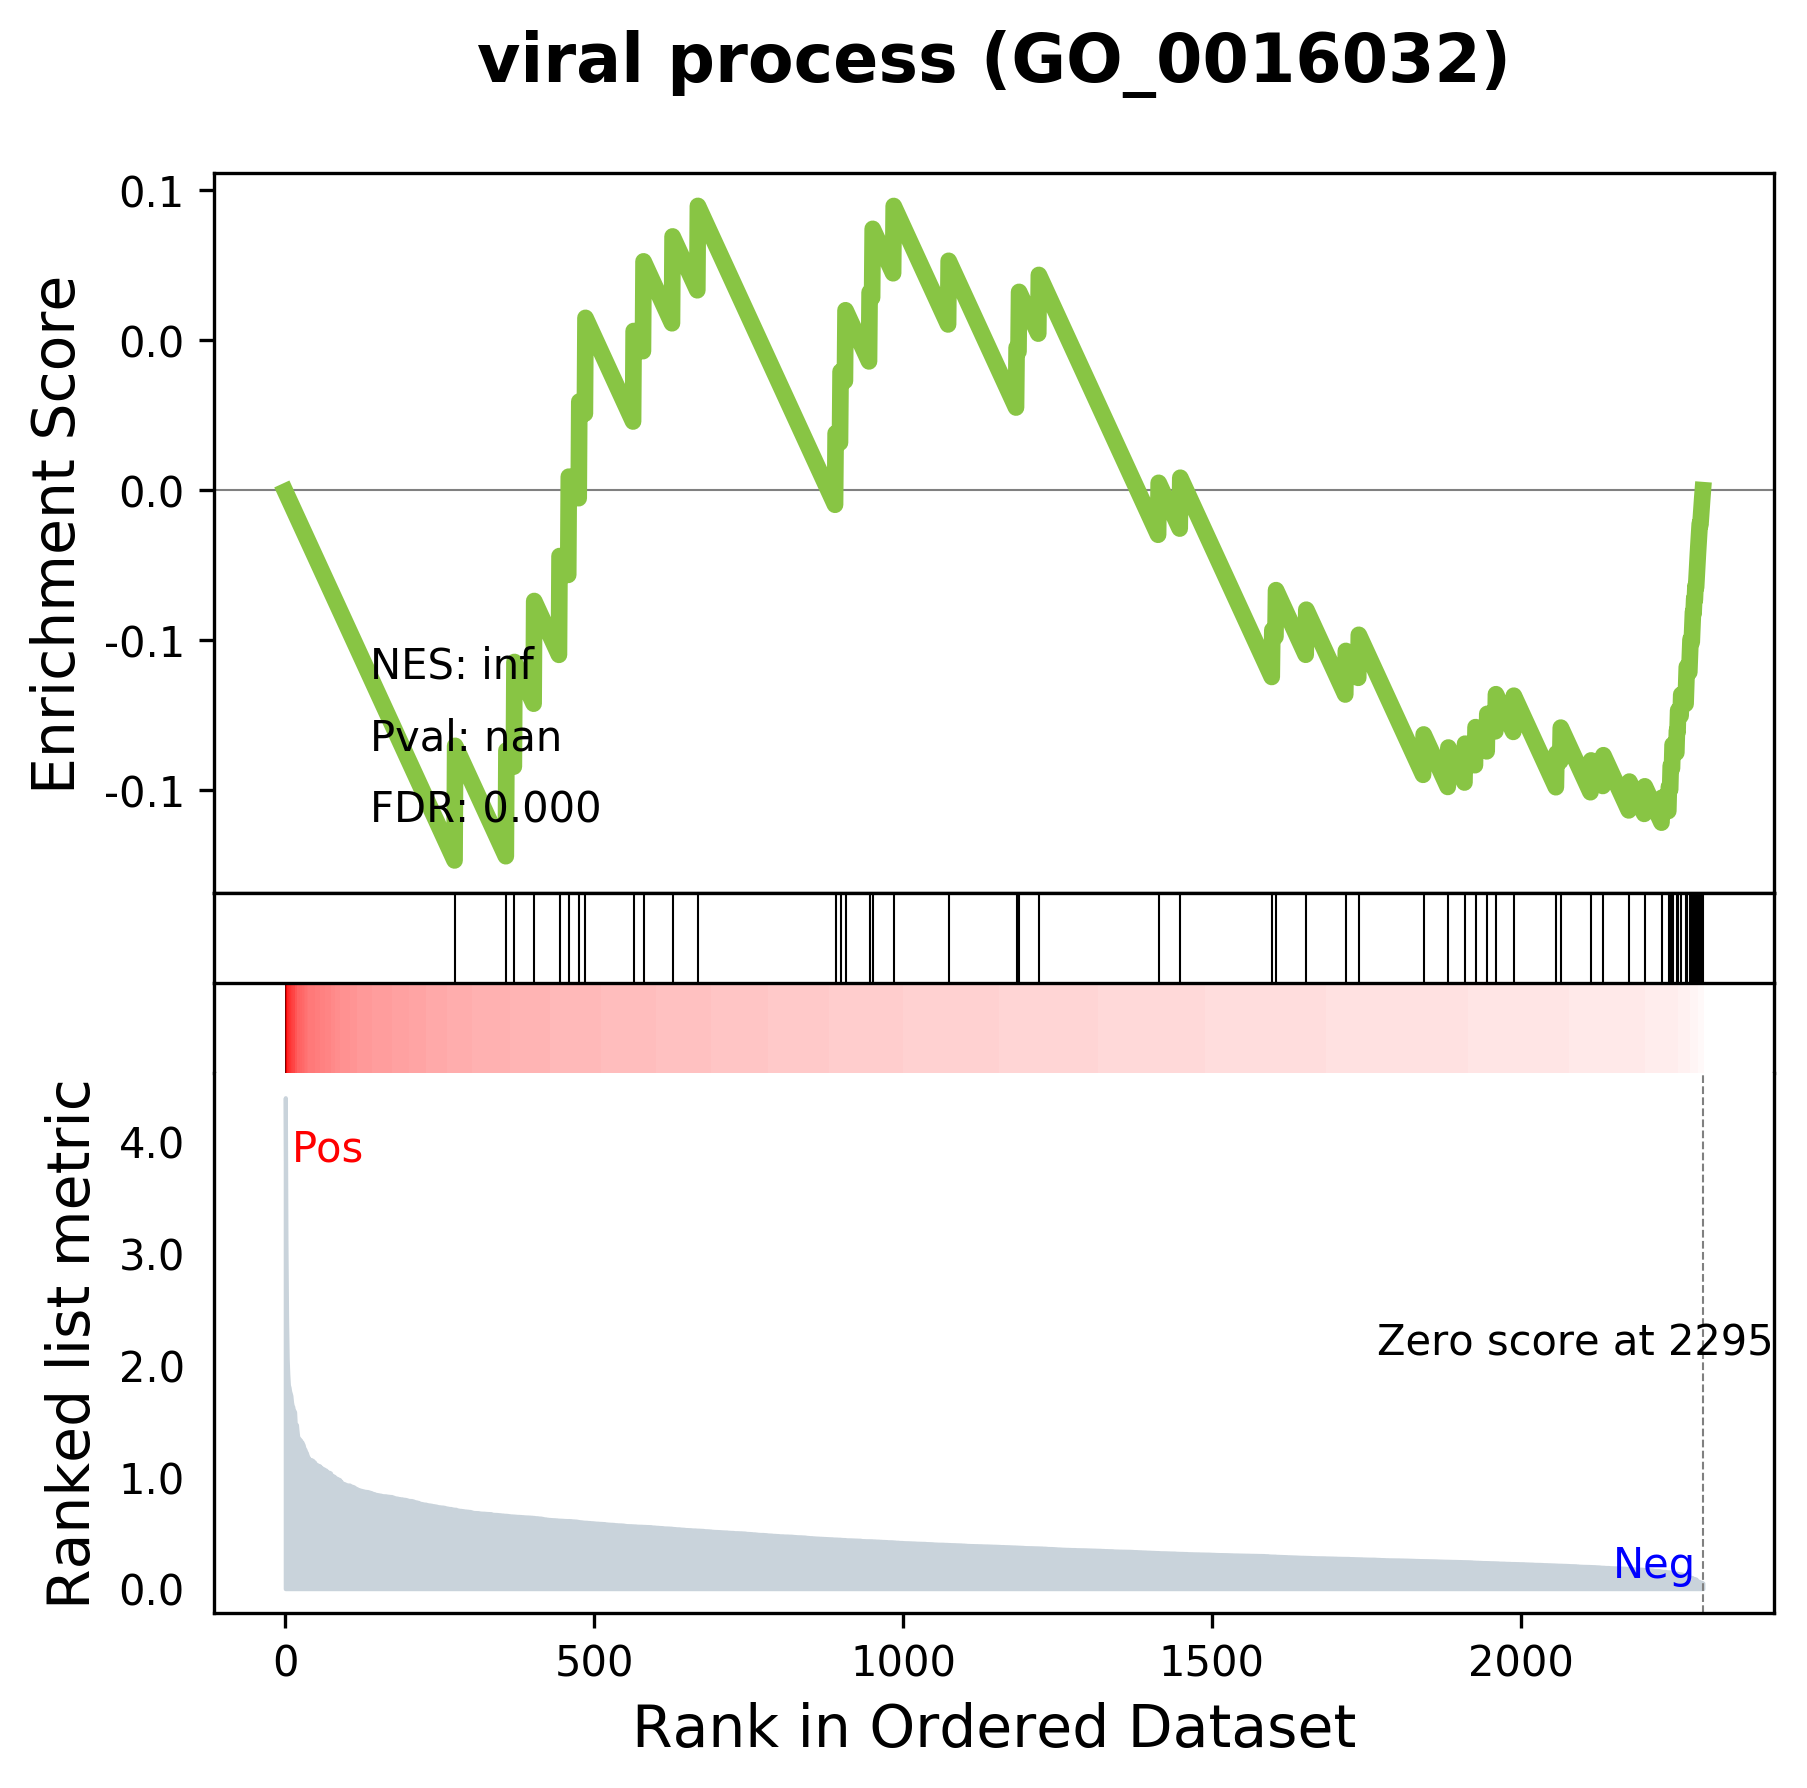 viral process (GO_0016032)
Enrichment Score
0.1
0.0
0.0
-0.1
-0.1
NES: inf
Pval: nan
FDR: 0.000
Ranked list metric
4.0
3.0
2.0
1.0
0.0
Pos
Zero score at 2295
Neg
0 500 1000 1500 2000
Rank in Ordered Dataset